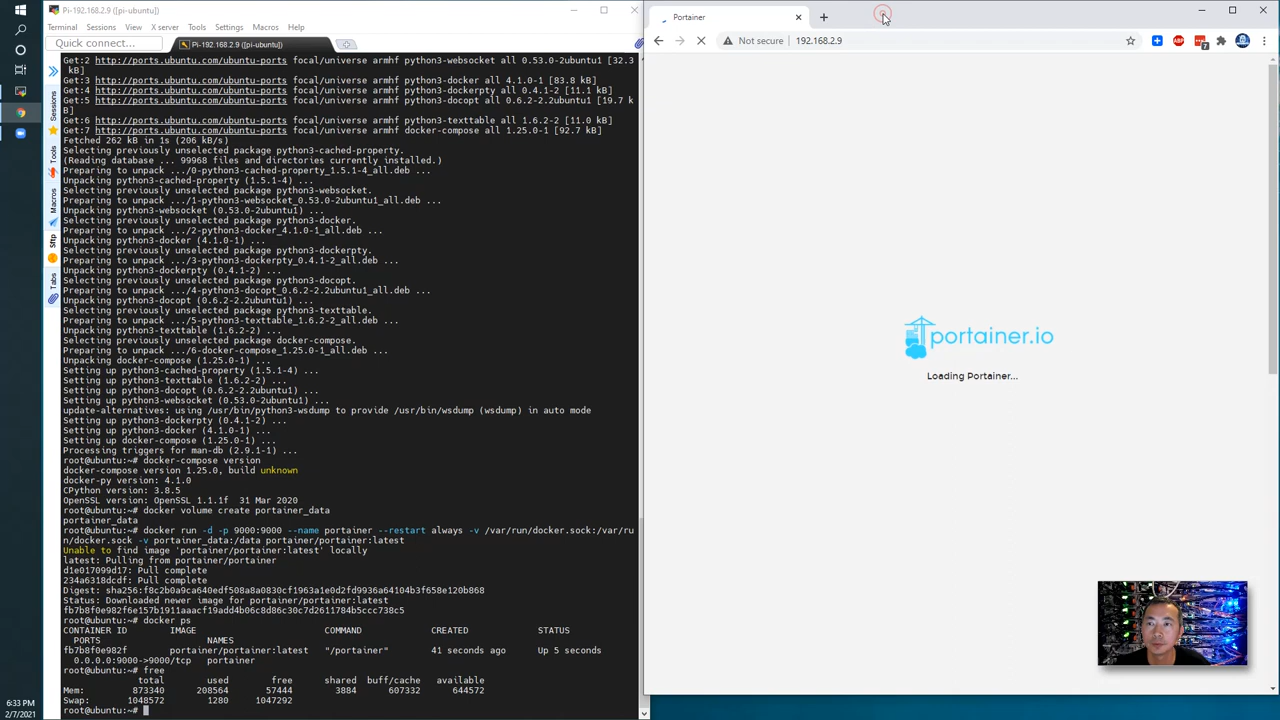 Pi-192.168.2.9 ([pi-ubuntu])
Terminal Sessions View X server Tools Settings Macros Help
Quick connect...
Pi-192.168.2.9 ([pi-ubuntu])
Sessions
Tools
Macros
Sftp
Tabs
Get:2 http://ports.ubuntu.com/ubuntu-ports focal/universe armhf python3-websocket all 0.53.0-2ubuntu1 [32.3
kB]
Get:3 http://ports.ubuntu.com/ubuntu-ports focal/universe armhf python3-docker all 4.1.0-1 [83.8 kB]
Get:4 http://ports.ubuntu.com/ubuntu-ports focal/universe armhf python3-dockerpty all 0.4.1-2 [11.1 kB]
Get:5 http://ports.ubuntu.com/ubuntu-ports focal/universe armhf python3-docopt all 0.6.2-2.2ubuntu1 [19.7 k
B]
Get:6 http://ports.ubuntu.com/ubuntu-ports focal/universe armhf python3-texttable all 1.6.2-2 [11.0 kB]
Get:7 http://ports.ubuntu.com/ubuntu-ports focal/universe armhf docker-compose all 1.25.0-1 [92.7 kB]
Fetched 262 kB in 1s (206 kB/s)
Selecting previously unselected package python3-cached-property.
(Reading database ... 99968 files and directories currently installed.)
Preparing to unpack .../0-python3-cached-property_1.5.1-4_all.deb ...
Unpacking python3-cached-property (1.5.1-4) ...
Selecting previously unselected package python3-websocket.
Preparing to unpack .../1-python3-websocket_0.53.0-2ubuntu1_all.deb ...
Unpacking python3-websocket (0.53.0-2ubuntu1) ...
Selecting previously unselected package python3-docker.
Preparing to unpack .../2-python3-docker_4.1.0-1_all.deb ...
Unpacking python3-docker (4.1.0-1) ...
Selecting previously unselected package python3-dockerpty.
Preparing to unpack .../3-python3-dockerpty_0.4.1-2_all.deb ...
Unpacking python3-dockerpty (0.4.1-2) ...
Selecting previously unselected package python3-docopt.
Preparing to unpack .../4-python3-docopt_0.6.2-2.2ubuntu1_all.deb ...
Unpacking python3-docopt (0.6.2-2.2ubuntu1) ...
Selecting previously unselected package python3-texttable.
Preparing to unpack .../5-python3-texttable_1.6.2-2_all.deb ...
Unpacking python3-texttable (1.6.2-2) ...
Selecting previously unselected package docker-compose.
Preparing to unpack .../6-docker-compose_1.25.0-1_all.deb ...
Unpacking docker-compose (1.25.0-1) ...
Setting up python3-cached-property (1.5.1-4) ...
Setting up python3-texttable (1.6.2-2) ...
Setting up python3-docopt (0.6.2-2.2ubuntu1) ...
Setting up python3-websocket (0.53.0-2ubuntu1) ...
update-alternatives: using /usr/bin/python3-wsdump to provide /usr/bin/wsdump (wsdump) in auto mode
Setting up python3-dockerpty (0.4.1-2) ...
Setting up python3-docker (4.1.0-1) ...
Setting up docker-compose (1.25.0-1) ...
Processing triggers for man-db (2.9.1-1) ...
root@ubuntu:~# docker-compose version
docker-compose version 1.25.0, build unknown
docker-py version: 4.1.0
CPython version: 3.8.5
OpenSSL version: OpenSSL 1.1.1f 31 Mar 2020
root@ubuntu:~# docker volume create portainer_data
portainer_data
root@ubuntu:~# docker run -d -p 9000:9000 --name portainer --restart always -v /var/run/docker.sock:/var/ru
n/docker.sock -v portainer_data:/data portainer/portainer:latest
Unable to find image 'portainer/portainer:latest' locally
latest: Pulling from portainer/portainer
d1e017099d17: Pull complete
234a6318dcdf: Pull complete
Digest: sha256:f8c2b0a9ca640edf508a8a0830cf1963a1e0d2fd9936a64104b3f658e120b868
Status: Downloaded newer image for portainer/portainer:latest
fb7b8f0e982f6e157b1911aaacf19add4b06c8d86c30c7d2611784b5ccc738c5
root@ubuntu:~# docker ps
CONTAINER ID IMAGE COMMAND CREATED STATUS
PORTS NAMES
fb7b8f0e982f portainer/portainer:latest "/portainer" 41 seconds ago Up 5 seconds
0.0.0.0:9000->9000/tcp portainer
root@ubuntu:~# free
total used free shared buff/cache available
Mem: 873340 208564 57444 3884 607332 644572
Swap: 1048572 1280 1047292
root@ubuntu:~#
6:33 PM
2/7/2021
Portainer
Not secure 192.168.2.9
ABP
7
portainer.io
Loading Portainer...